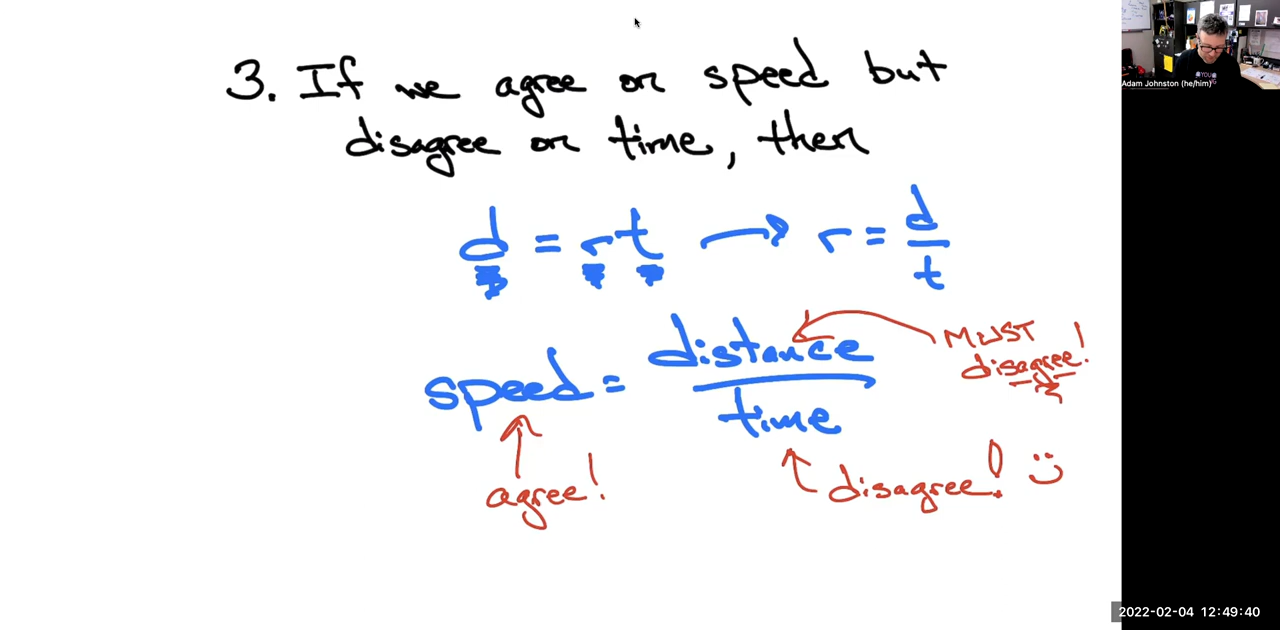 3. If we agree on speed but
disagree on time, then
d = rt → r = d/t
speed = distance/time
MUST
disagree!
agree!
disagree! :)
YOU
Adam Johnston (he/him)
2022-02-04 12:49:40